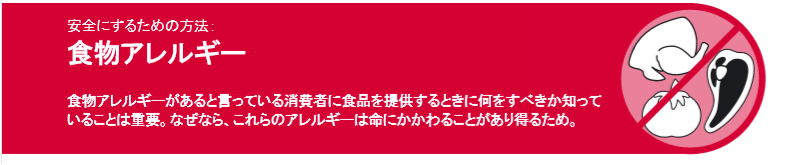 安全にするための方法：
食物アレルギー
食物アレルギーがあると言っている消費者に食品を提供するときに何をすべきか知って
いることは重要。なぜなら、これらのアレルギーは命にかかわることがあり得るため。